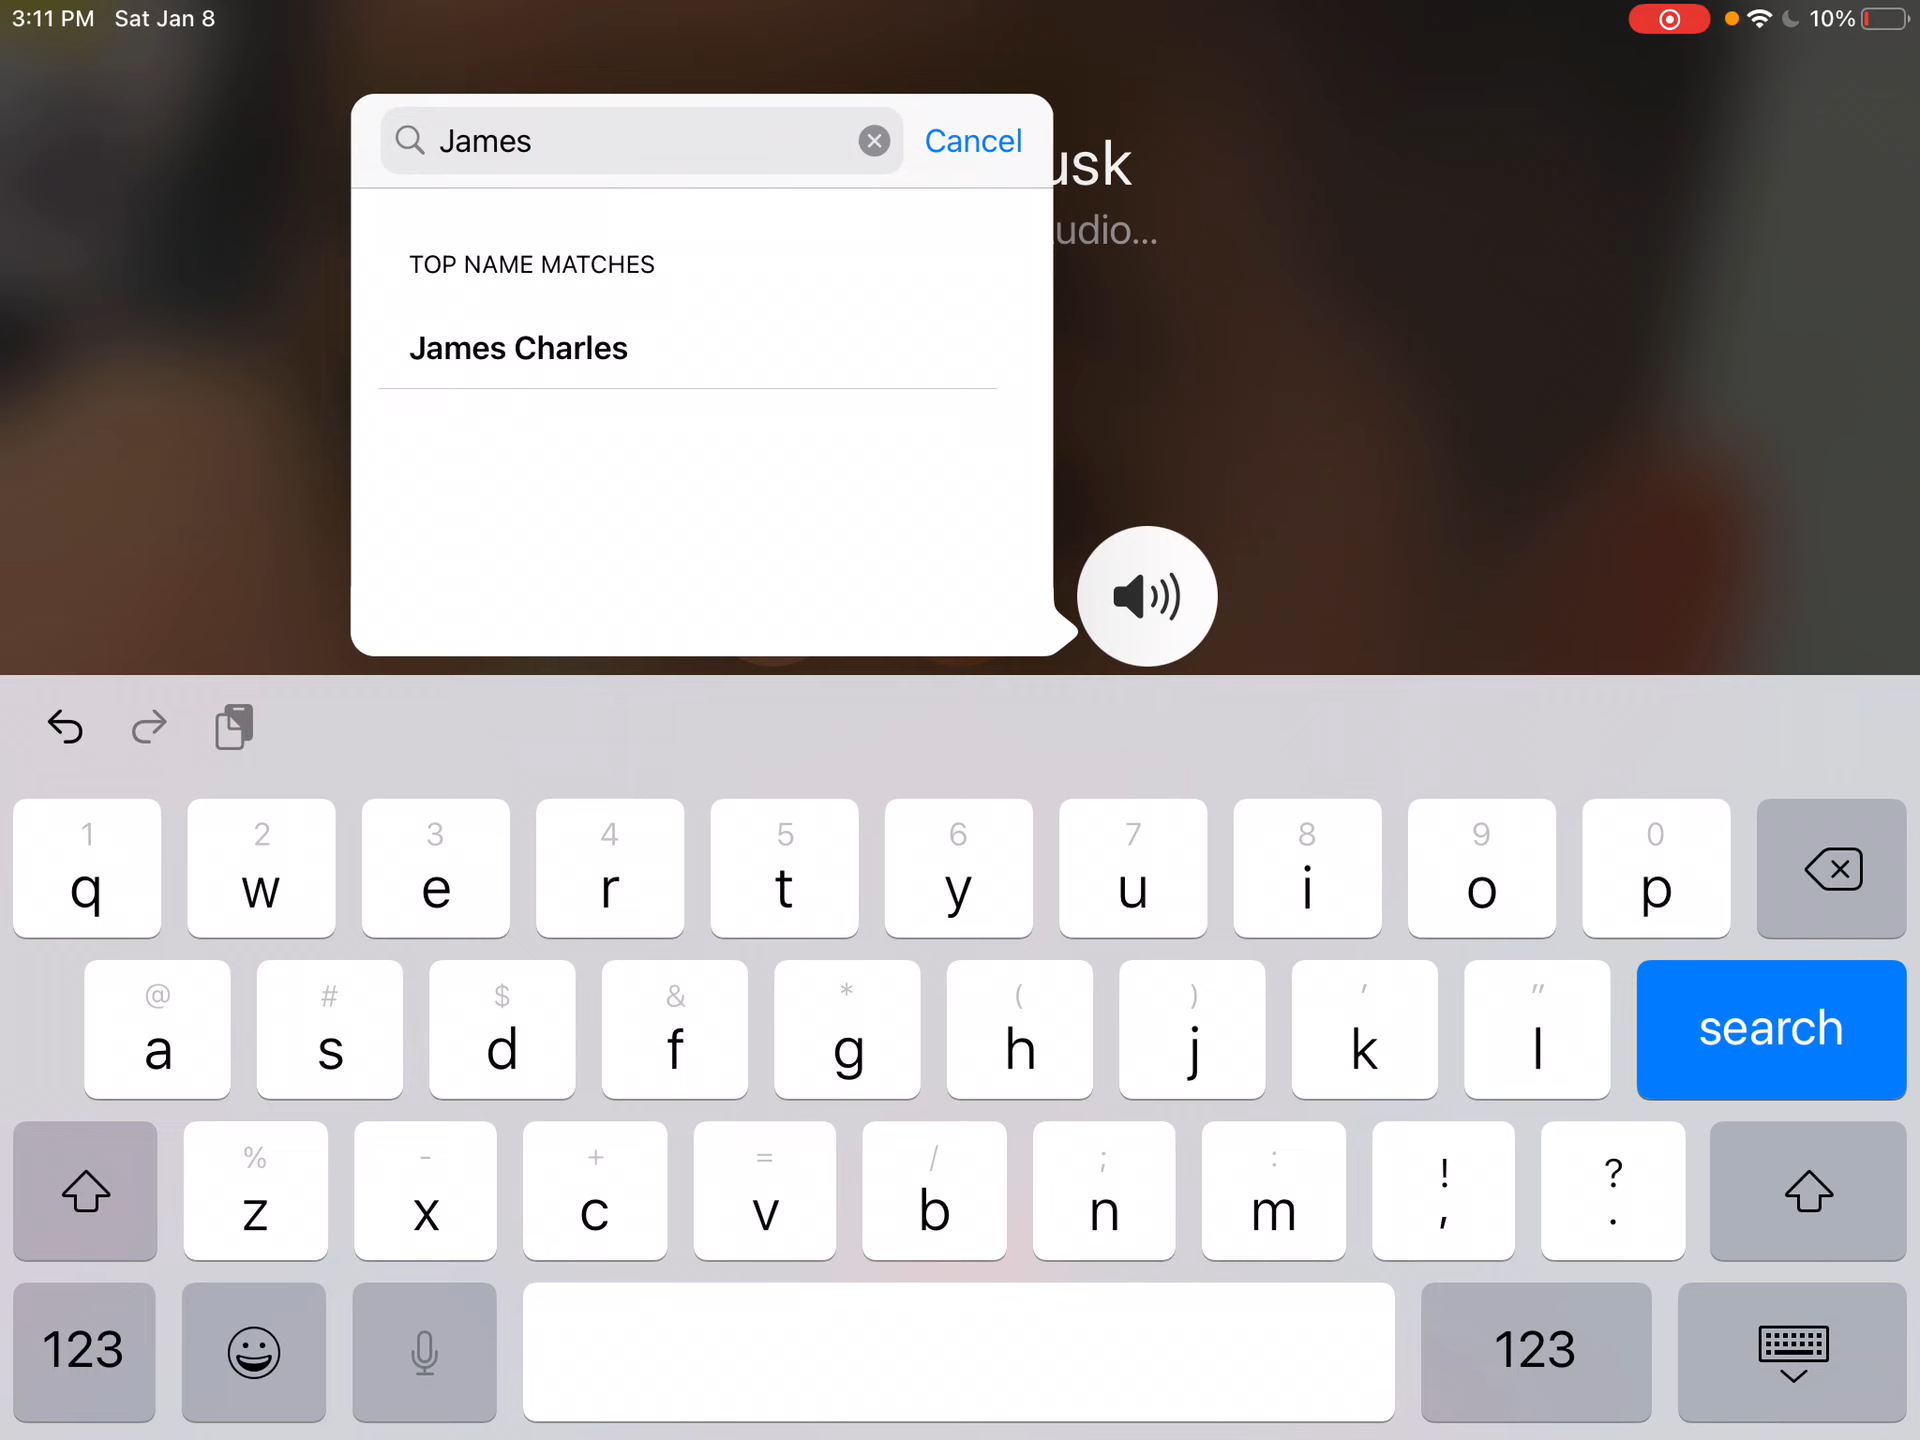 3:11 PM Sat Jan 8
10%
James
Cancel
usk
udio...
TOP NAME MATCHES
James Charles
1 2 3 4 5 6 7 8 9 0
q w e r t y u i o p
@ # $ & * ( ) ' "
a s d f g h j k l
search
% - + = / ; : ! ?
z x c v b n m , .
123
123